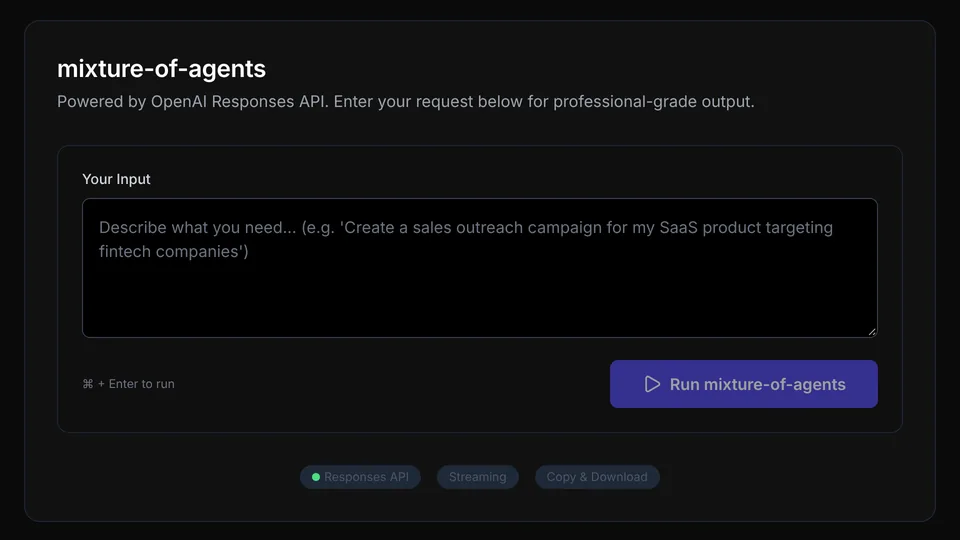 mixture-of-agents
Powered by OpenAI Responses API. Enter your request below for professional-grade output.
Your Input
Describe what you need... (e.g. 'Create a sales outreach campaign for my SaaS product targeting
fintech companies')
⌘ + Enter to run
Run mixture-of-agents
Responses API
Streaming
Copy & Download